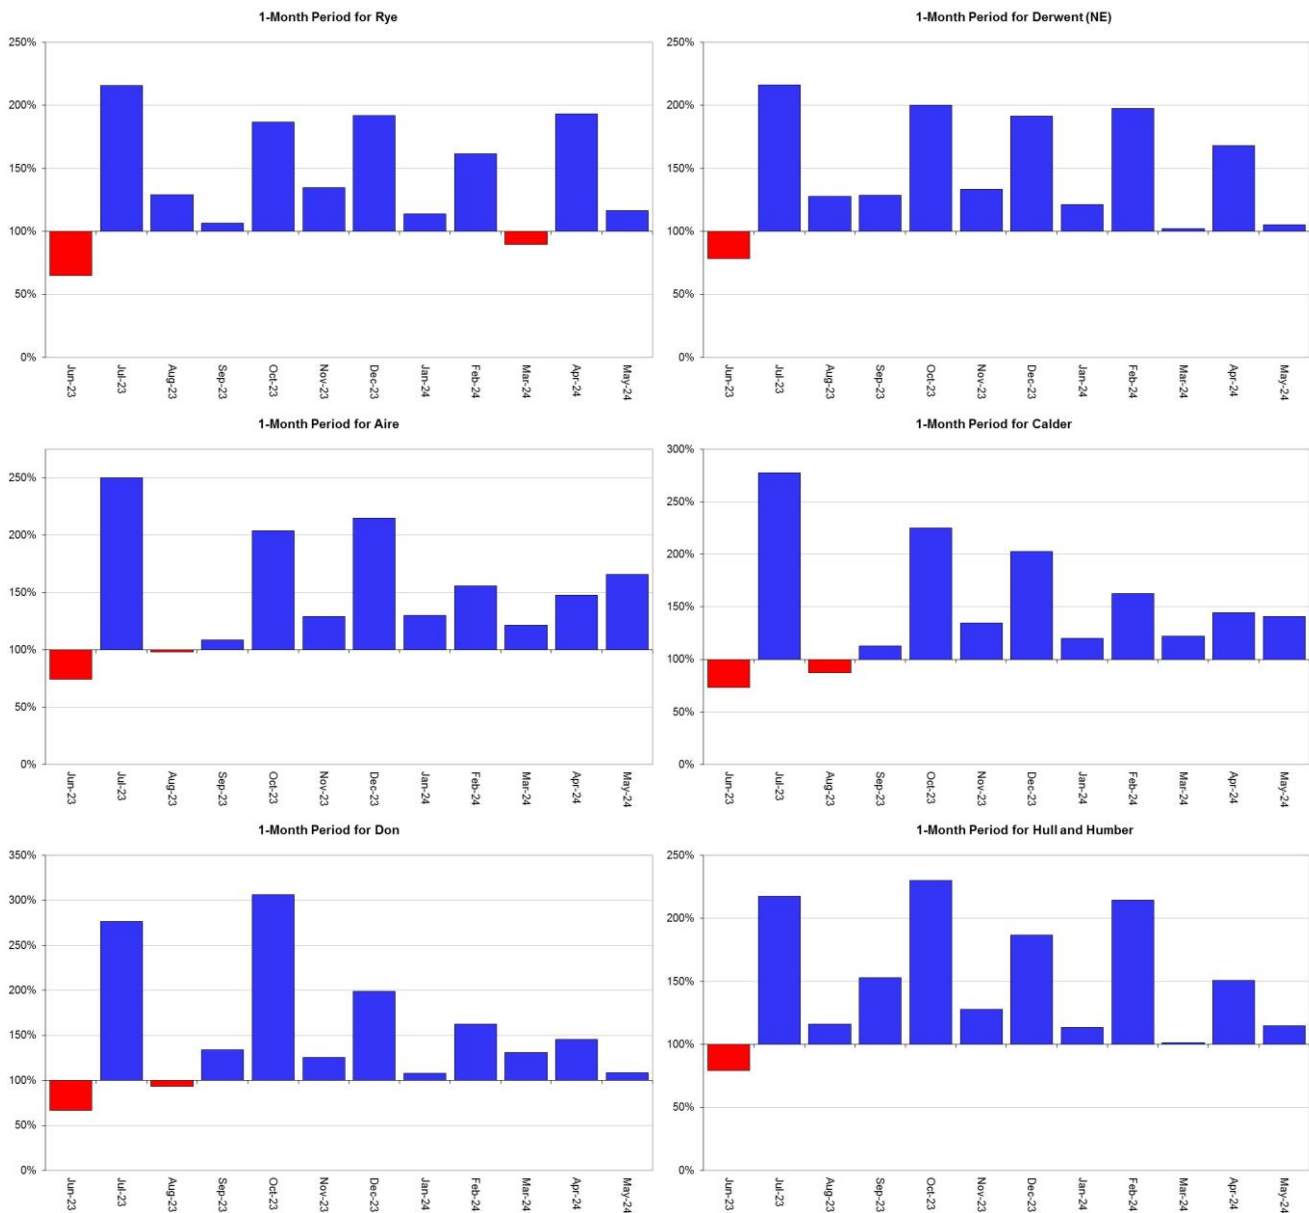 1-Month Period for Rye
250%
200%
150%
100%
50%
0%
Jun-23
Jul-23
Aug-23
Sep-23
Oct-23
Nov-23
Dec-23
Jan-24
Feb-24
Mar-24
Apr-24
May-24
1-Month Period for Derwent (NE)
250%
200%
150%
100%
50%
0%
Jun-23
Jul-23
Aug-23
Sep-23
Oct-23
Nov-23
Dec-23
Jan-24
Feb-24
Mar-24
Apr-24
May-24
1-Month Period for Aire
250%
200%
150%
100%
50%
0%
Jun-23
Jul-23
Aug-23
Sep-23
Oct-23
Nov-23
Dec-23
Jan-24
Feb-24
Mar-24
Apr-24
May-24
1-Month Period for Calder
300%
250%
200%
150%
100%
50%
0%
Jun-23
Jul-23
Aug-23
Sep-23
Oct-23
Nov-23
Dec-23
Jan-24
Feb-24
Mar-24
Apr-24
May-24
1-Month Period for Don
350%
300%
250%
200%
150%
100%
50%
0%
Jun-23
Jul-23
Aug-23
Sep-23
Oct-23
Nov-23
Dec-23
Jan-24
Feb-24
Mar-24
Apr-24
May-24
1-Month Period for Hull and Humber
250%
200%
150%
100%
50%
0%
Jun-23
Jul-23
Aug-23
Sep-23
Oct-23
Nov-23
Dec-23
Jan-24
Feb-24
Mar-24
Apr-24
May-24